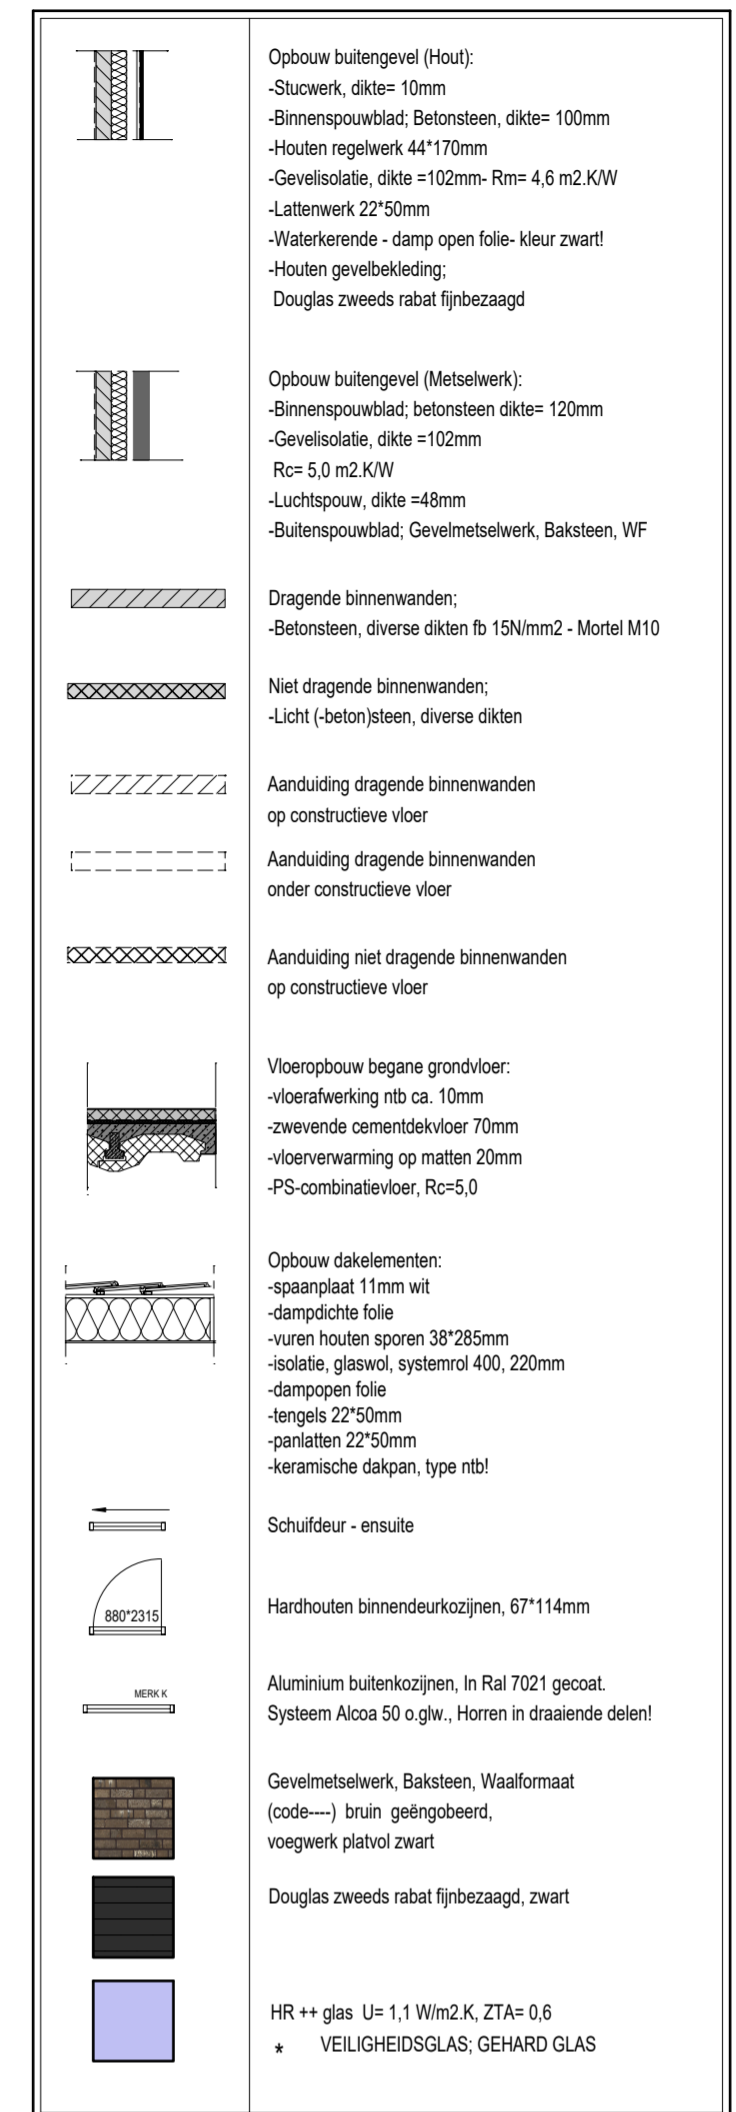 Opbouw buitengevel (Hout):
-Stucwerk, dikte= 10mm
-Binnenspouwblad; Betonsteen, dikte= 100mm
-Houten regelwerk 44*170mm
-Gevelisolatie, dikte =102mm- Rm= 4,6 m2.K/W
-Lattenwerk 22*50mm
-Waterkerende - damp open folie- kleur zwart!
-Houten gevelbekleding;
Douglas zweeds rabat fijnbezaagd
Opbouw buitengevel (Metselwerk):
-Binnenspouwblad; betonsteen dikte= 120mm
-Gevelisolatie, dikte =102mm
Rc= 5,0 m2.K/W
-Luchtspouw, dikte =48mm
-Buitenspouwblad; Gevelmetselwerk, Baksteen, WF
Dragende binnenwanden;
-Betonsteen, diverse dikten fb 15N/mm2 - Mortel M10
Niet dragende binnenwanden;
-Licht (-beton)steen, diverse dikten
Aanduiding dragende binnenwanden
op constructieve vloer
Aanduiding dragende binnenwanden
onder constructieve vloer
Aanduiding niet dragende binnenwanden
op constructieve vloer
Vloeropbouw begane grondvloer:
-vloerafwerking ntb ca. 10mm
-zwevende cementdekvloer 70mm
-vloerverwarming op matten 20mm
-PS-combinatievloer, Rc=5,0
Opbouw dakelementen:
-spaanplaat 11mm wit
-dampdichte folie
-vuren houten sporen 38*285mm
-isolatie, glaswol, systemrol 400, 220mm
-dampopen folie
-tengels 22*50mm
-panlatten 22*50mm
-keramische dakpan, type ntb!
Schuifdeur - ensuite
880*2315
Hardhouten binnendeurkozijnen, 67*114mm
MERK K
Aluminium buitenkozijnen, In Ral 7021 gecoat.
Systeem Alcoa 50 o.glw., Horren in draaiende delen!
Gevelmetselwerk, Baksteen, Waalformaat
(code----) bruin geëngobeerd,
voegwerk platvol zwart
Douglas zweeds rabat fijnbezaagd, zwart
HR ++ glas U= 1,1 W/m2.K, ZTA= 0,6
* VEILIGHEIDSGLAS; GEHARD GLAS